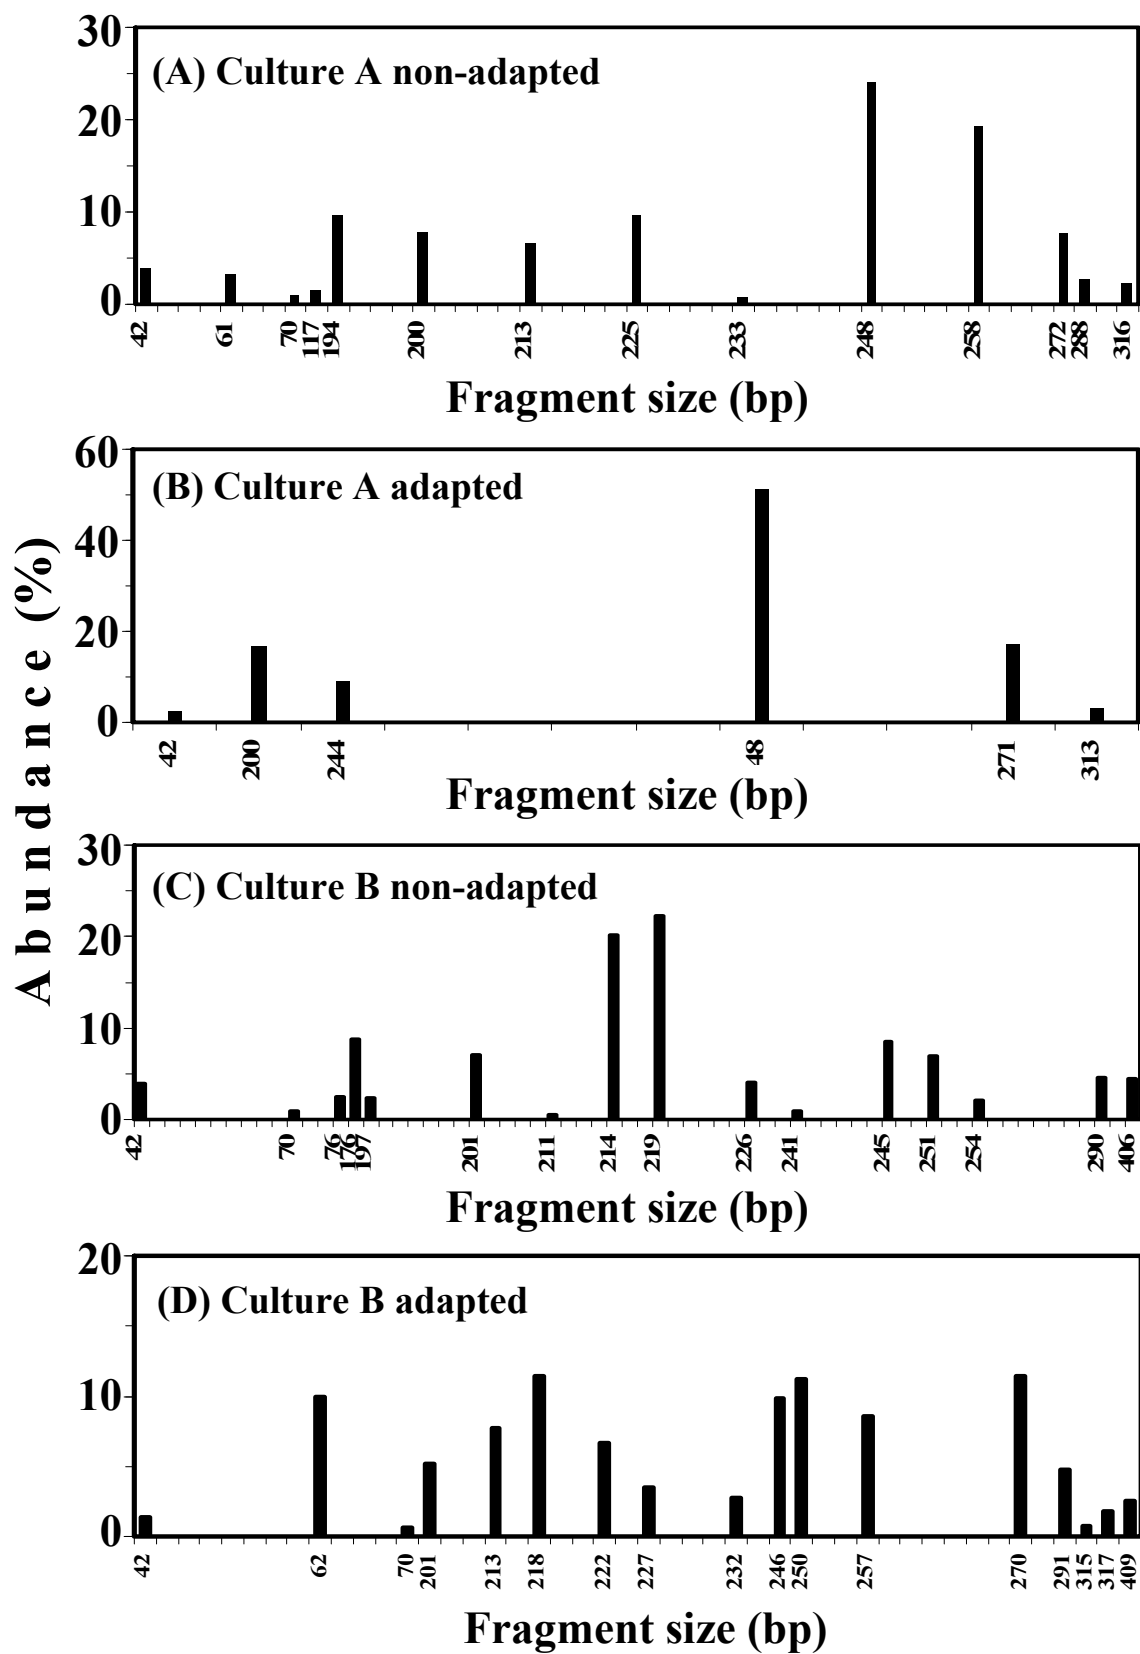 30
(A) Culture A non-adapted
20
10
0
42 61 70 117 194 200 213 225 233 248 258 272 288 316
Fragment size (bp)
60
(B) Culture A adapted
40
20
0
42 200 244 48 271 313
Fragment size (bp)
Abundance (%)
30
(C) Culture B non-adapted
20
10
0
42 70 76 176 197 201 211 214 219 226 241 245 251 254 290 406
Fragment size (bp)
20
(D) Culture B adapted
10
0
42 62 70 201 213 218 222 227 232 246 250 257 270 291 315 317 409
Fragment size (bp)